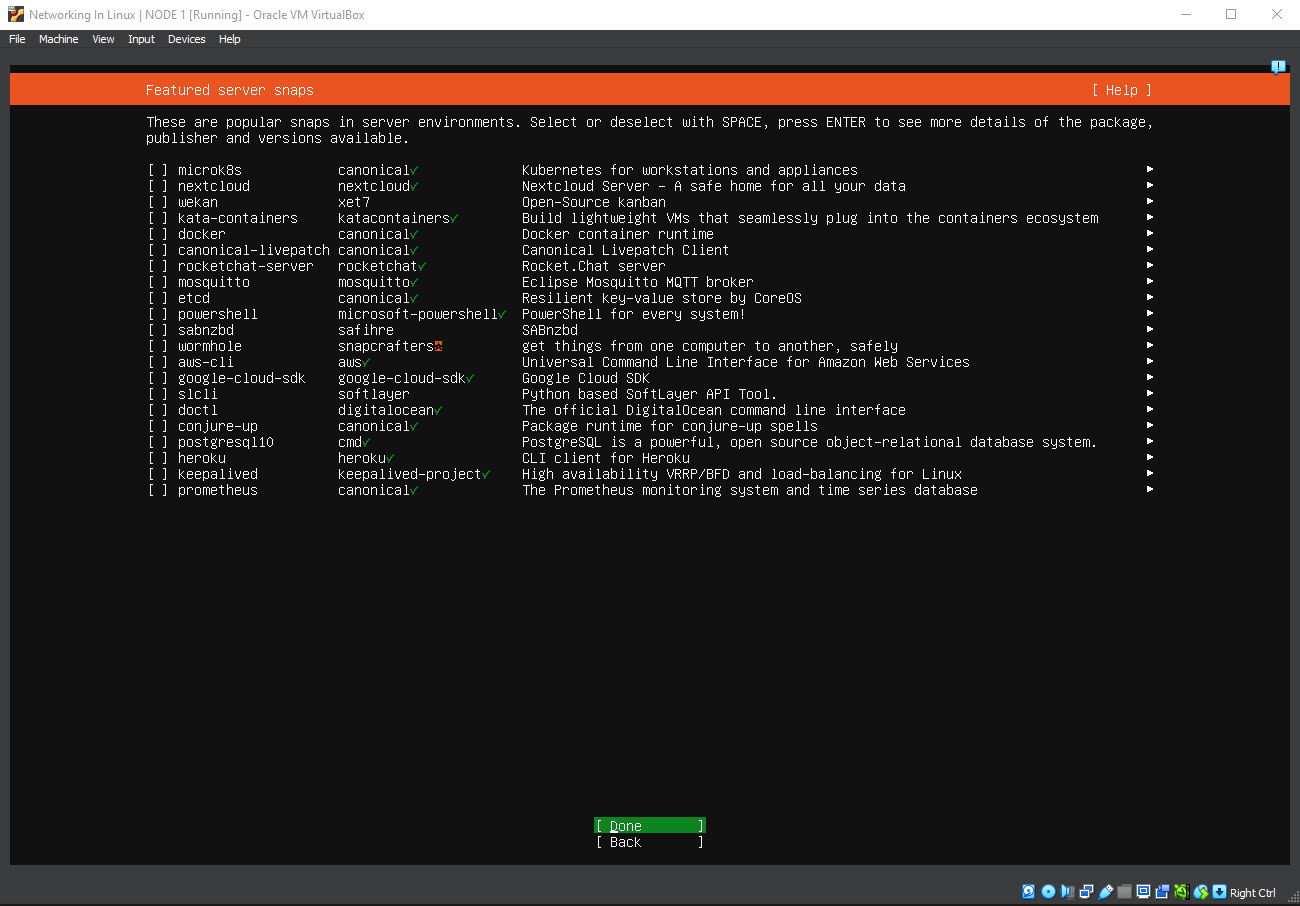 Networking In Linux | NODE 1 [Running] - Oracle VM VirtualBox
File Machine View Input Devices Help
Featured server snaps [ Help ]
These are popular snaps in server environments. Select or deselect with SPACE, press ENTER to see more details of the package,
publisher and versions available.
[ ] microk8s canonical✓ Kubernetes for workstations and appliances ▸
[ ] nextcloud nextcloud✓ Nextcloud Server - A safe home for all your data ▸
[ ] wekan xet7 Open-Source kanban ▸
[ ] kata-containers katacontainers✓ Build lightweight VMs that seamlessly plug into the containers ecosystem ▸
[ ] docker canonical✓ Docker container runtime ▸
[ ] canonical-livepatch canonical✓ Canonical Livepatch Client ▸
[ ] rocketchat-server rocketchat✓ Rocket.Chat server ▸
[ ] mosquitto mosquitto✓ Eclipse Mosquitto MQTT broker ▸
[ ] etcd canonical✓ Resilient key-value store by CoreOS ▸
[ ] powershell microsoft-powershell✓ PowerShell for every system! ▸
[ ] sabnzbd safihre SABnzbd ▸
[ ] wormhole snapcrafters get things from one computer to another, safely ▸
[ ] aws-cli aws✓ Universal Command Line Interface for Amazon Web Services ▸
[ ] google-cloud-sdk google-cloud-sdk✓ Google Cloud SDK ▸
[ ] slcli softlayer Python based SoftLayer API Tool. ▸
[ ] doctl digitalocean✓ The official DigitalOcean command line interface ▸
[ ] conjure-up canonical✓ Package runtime for conjure-up spells ▸
[ ] postgresql10 cmd✓ PostgreSQL is a powerful, open source object-relational database system. ▸
[ ] heroku heroku✓ CLI client for Heroku ▸
[ ] keepalived keepalived-project✓ High availability VRRP/BFD and load-balancing for Linux ▸
[ ] prometheus canonical✓ The Prometheus monitoring system and time series database ▸
[ Done ]
[ Back ]
Right Ctrl